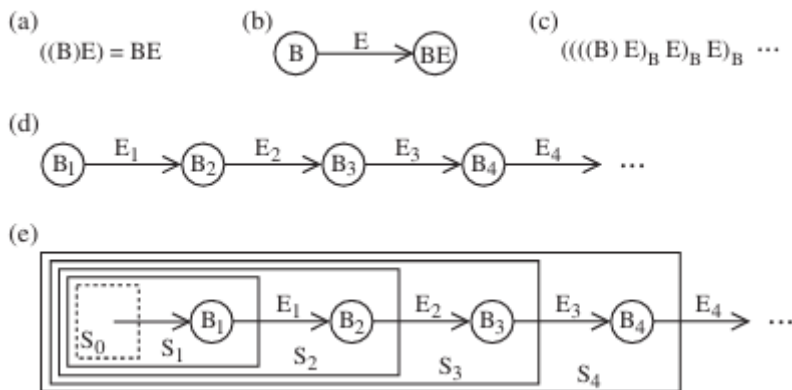 (a) (b) (c)
((B)E) = BE B E BE ((((B) E)B E)B E)B ⋯
(d)
B1 E1 B2 E2 B3 E3 B4 E4 ⋯
(e)
S0 S1 B1 E1 S2 B2 E2 S3 B3 E3 S4 B4 E4 ⋯